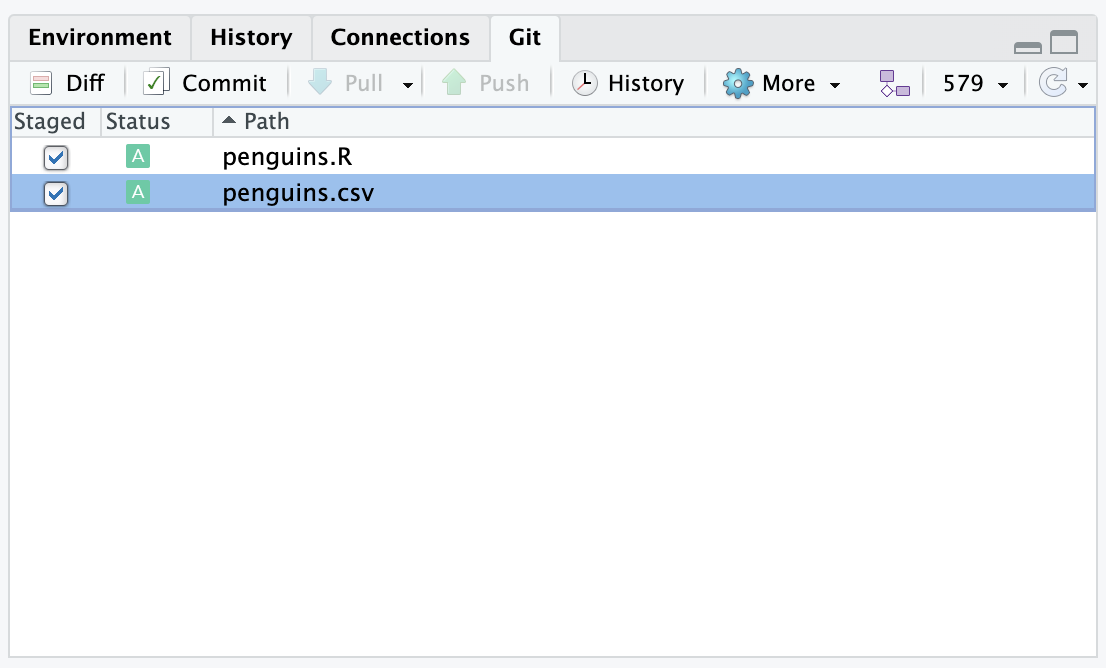 Environment History Connections Git
Diff Commit Pull Push History More 579
Staged Status Path
A penguins.R
A penguins.csv